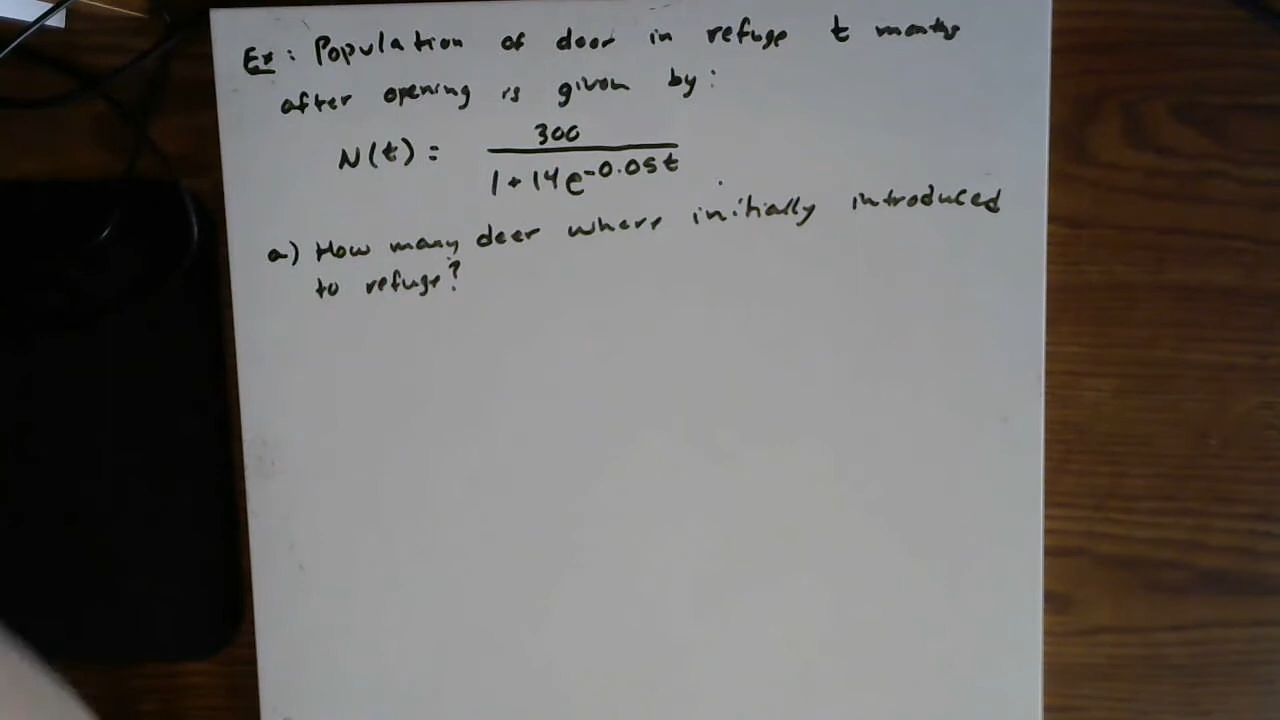 Ex: Population of deer in refuge t months
after opening is given by:
N(t) = 300 / (1 + 14e^-0.05t)
a) How many deer where initially introduced
to refuge?